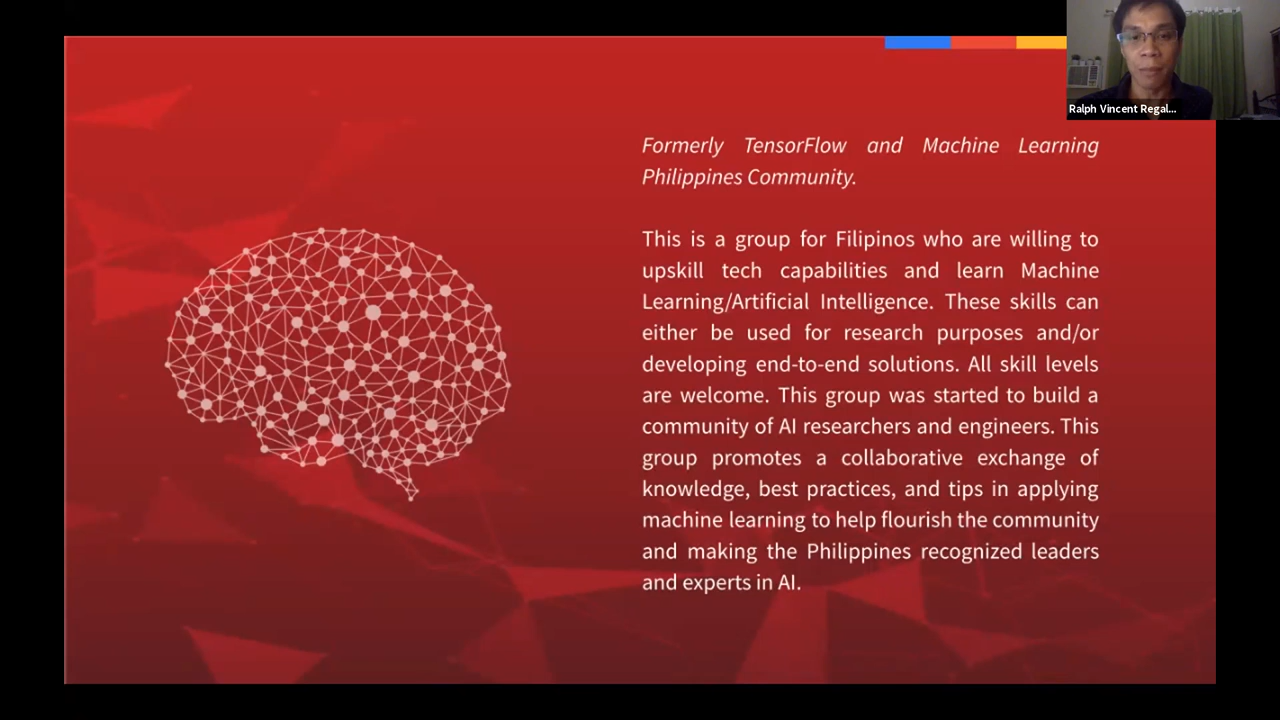 Ralph Vincent Regal...
Formerly TensorFlow and Machine Learning
Philippines Community.
This is a group for Filipinos who are willing to
upskill tech capabilities and learn Machine
Learning/Artificial Intelligence. These skills can
either be used for research purposes and/or
developing end-to-end solutions. All skill levels
are welcome. This group was started to build a
community of AI researchers and engineers. This
group promotes a collaborative exchange of
knowledge, best practices, and tips in applying
machine learning to help flourish the community
and making the Philippines recognized leaders
and experts in AI.